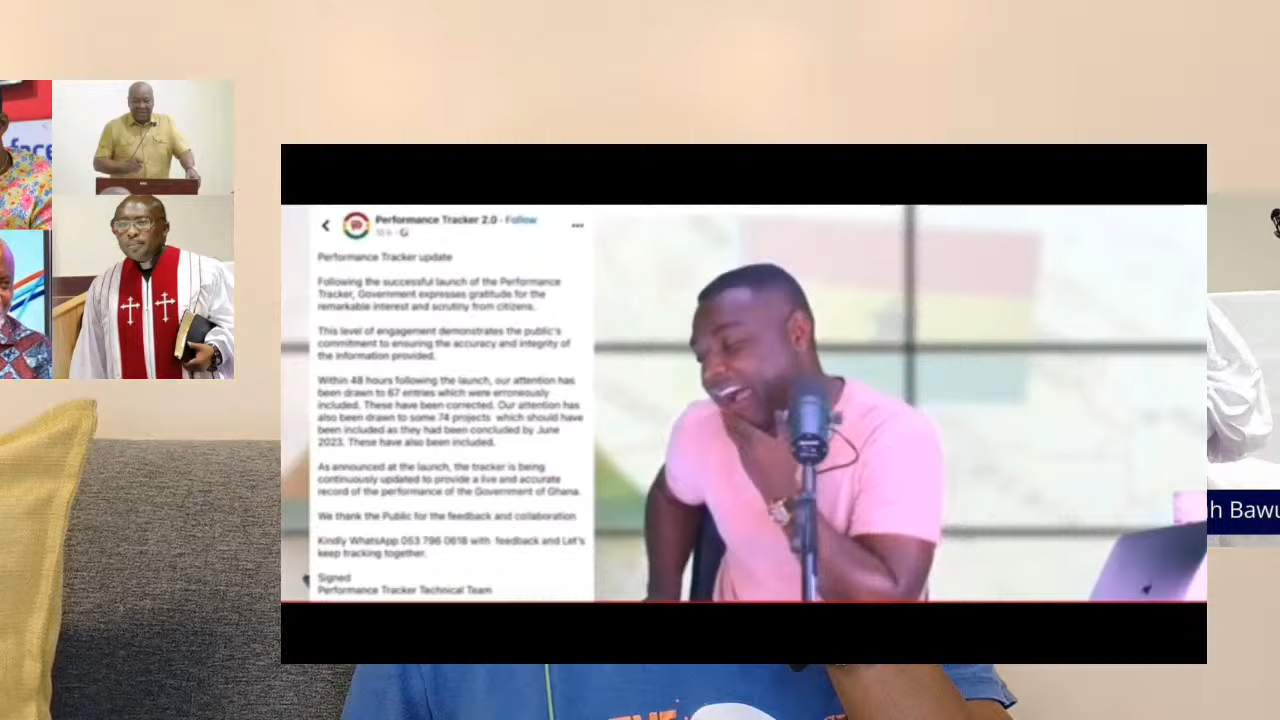 face
Performance Tracker 2.0 · Follow
Performance Tracker update
Following the successful launch of the Performance
Tracker, Government expresses gratitude for the
remarkable interest and scrutiny from citizens.
This level of engagement demonstrates the public's
commitment to ensuring the accuracy and integrity of
the information provided.
Within 48 hours following the launch, our attention has
been drawn to 67 entries which were erroneously
included. These have been corrected. Our attention has
also been drawn to some 74 projects which should have
been included as they had been concluded by June
2023. These have also been included.
As announced at the launch, the tracker is being
continuously updated to provide a live and accurate
record of the performance of the Government of Ghana.
We thank the Public for the feedback and collaboration
Kindly WhatsApp 053 796 0618 with feedback and Let's
keep tracking together.
Signed
Performance Tracker Technical Team
h Bawu
THE